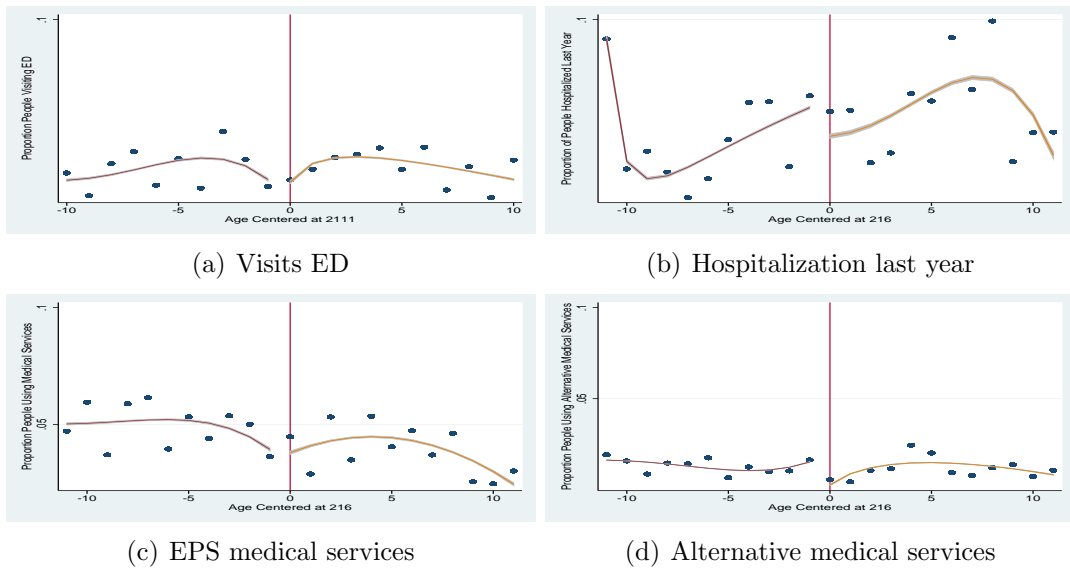 .1
Proportion People Visiting ED
-10 -5 0 5 10
Age Centered at 2111
(a) Visits ED
.1
Proportion of People Hospitalized Last Year
-10 -5 0 5 10
Age Centered at 216
(b) Hospitalization last year
.1
.05
Proportion People Using Medical Services
-10 -5 0 5 10
Age Centered at 216
(c) EPS medical services
.1
.05
Proportion People Using Alternative Medical Services
-10 -5 0 5 10
Age Centered at 216
(d) Alternative medical services